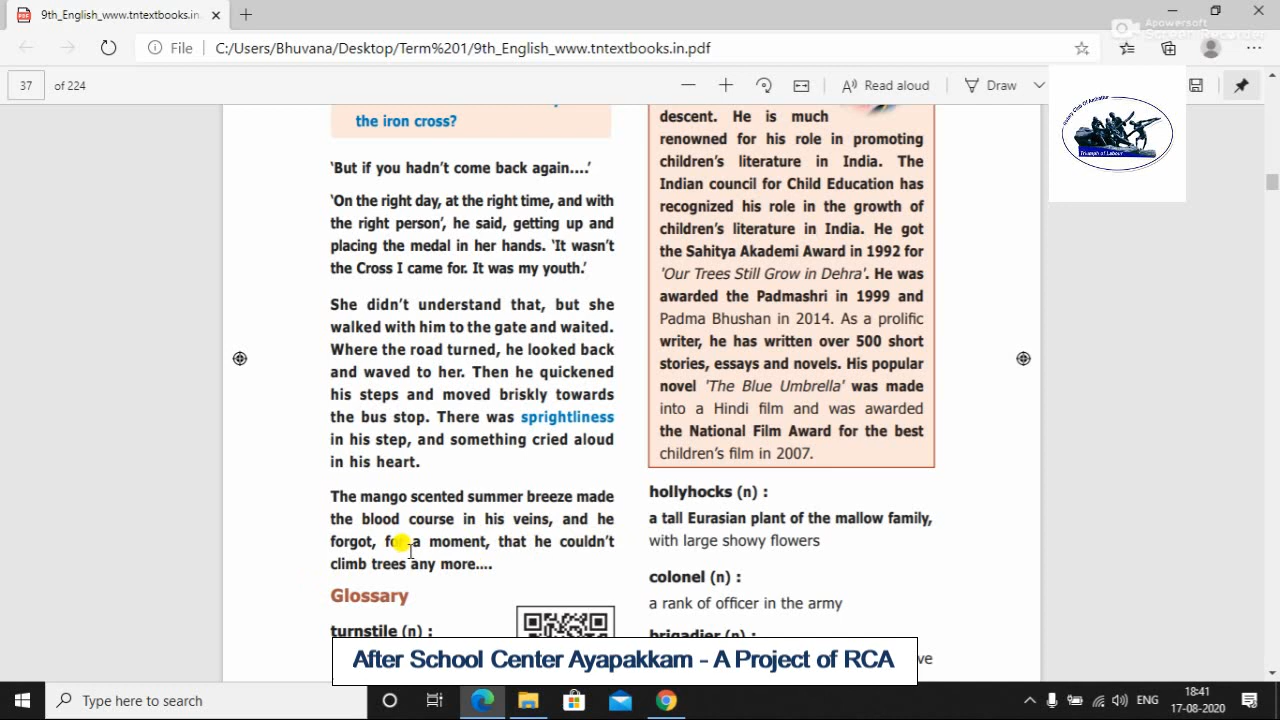 9th_English_www.tntextbooks.in.p
Apowersoft
Screen Recorder
File
C:/Users/Bhuvana/Desktop/Term%201/9th_English_www.tntextbooks.in.pdf
37
of 224
Read aloud
Draw
Triumph of Labour
the iron cross?
‘But if you hadn’t come back again....’
‘On the right day, at the right time, and with
the right person’, he said, getting up and
placing the medal in her hands. ‘It wasn’t
the Cross I came for. It was my youth.’
She didn’t understand that, but she
walked with him to the gate and waited.
Where the road turned, he looked back
and waved to her. Then he quickened
his steps and moved briskly towards
the bus stop. There was sprightliness
in his step, and something cried aloud
in his heart.
The mango scented summer breeze made
the blood course in his veins, and he
forgot, for a moment, that he couldn’t
climb trees any more....
Glossary
turnstile (n) :
descent. He is much
renowned for his role in promoting
children’s literature in India. The
Indian council for Child Education has
recognized his role in the growth of
children’s literature in India. He got
the Sahitya Akademi Award in 1992 for
'Our Trees Still Grow in Dehra'. He was
awarded the Padmashri in 1999 and
Padma Bhushan in 2014. As a prolific
writer, he has written over 500 short
stories, essays and novels. His popular
novel 'The Blue Umbrella' was made
into a Hindi film and was awarded
the National Film Award for the best
children’s film in 2007.
hollyhocks (n) :
a tall Eurasian plant of the mallow family,
with large showy flowers
colonel (n) :
a rank of officer in the army
brigadier (n) :
ve
After School Center Ayapakkam - A Project of RCA
Type here to search
ENG
18:41
17-08-2020